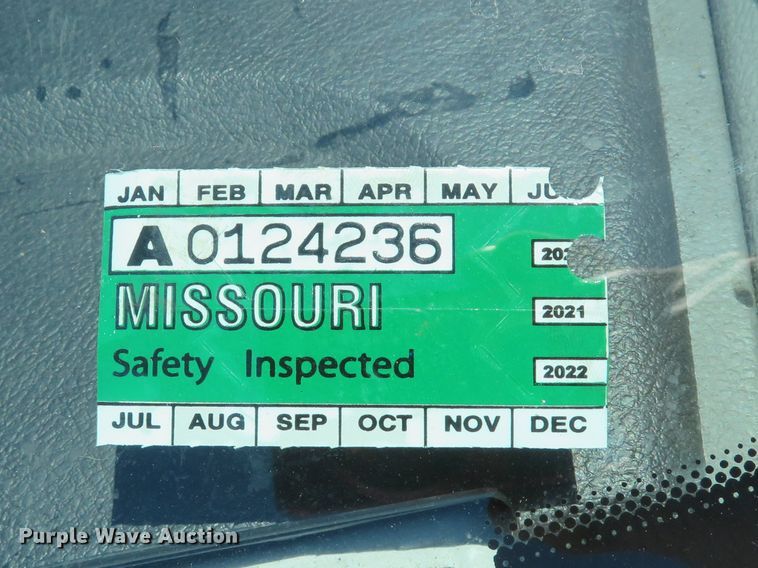 JAN FEB MAR APR MAY
A 0124236
MISSOURI 2021
Safety Inspected 2022
JUL AUG SEP OCT NOV DEC
Purple Wave Auction